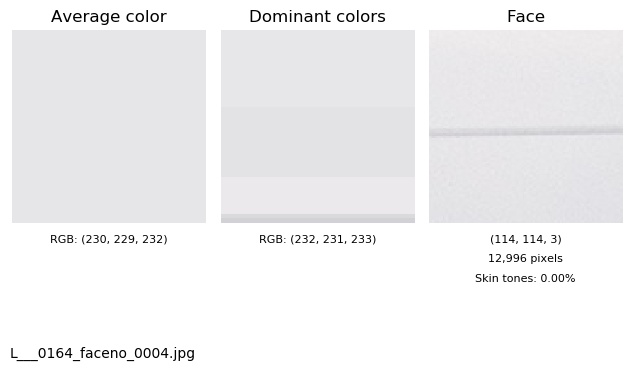 Average color
Dominant colors
Face
RGB: (230, 229, 232)
RGB: (232, 231, 233)
(114, 114, 3)
12,996 pixels
Skin tones: 0.00%
L___0164_faceno_0004.jpg